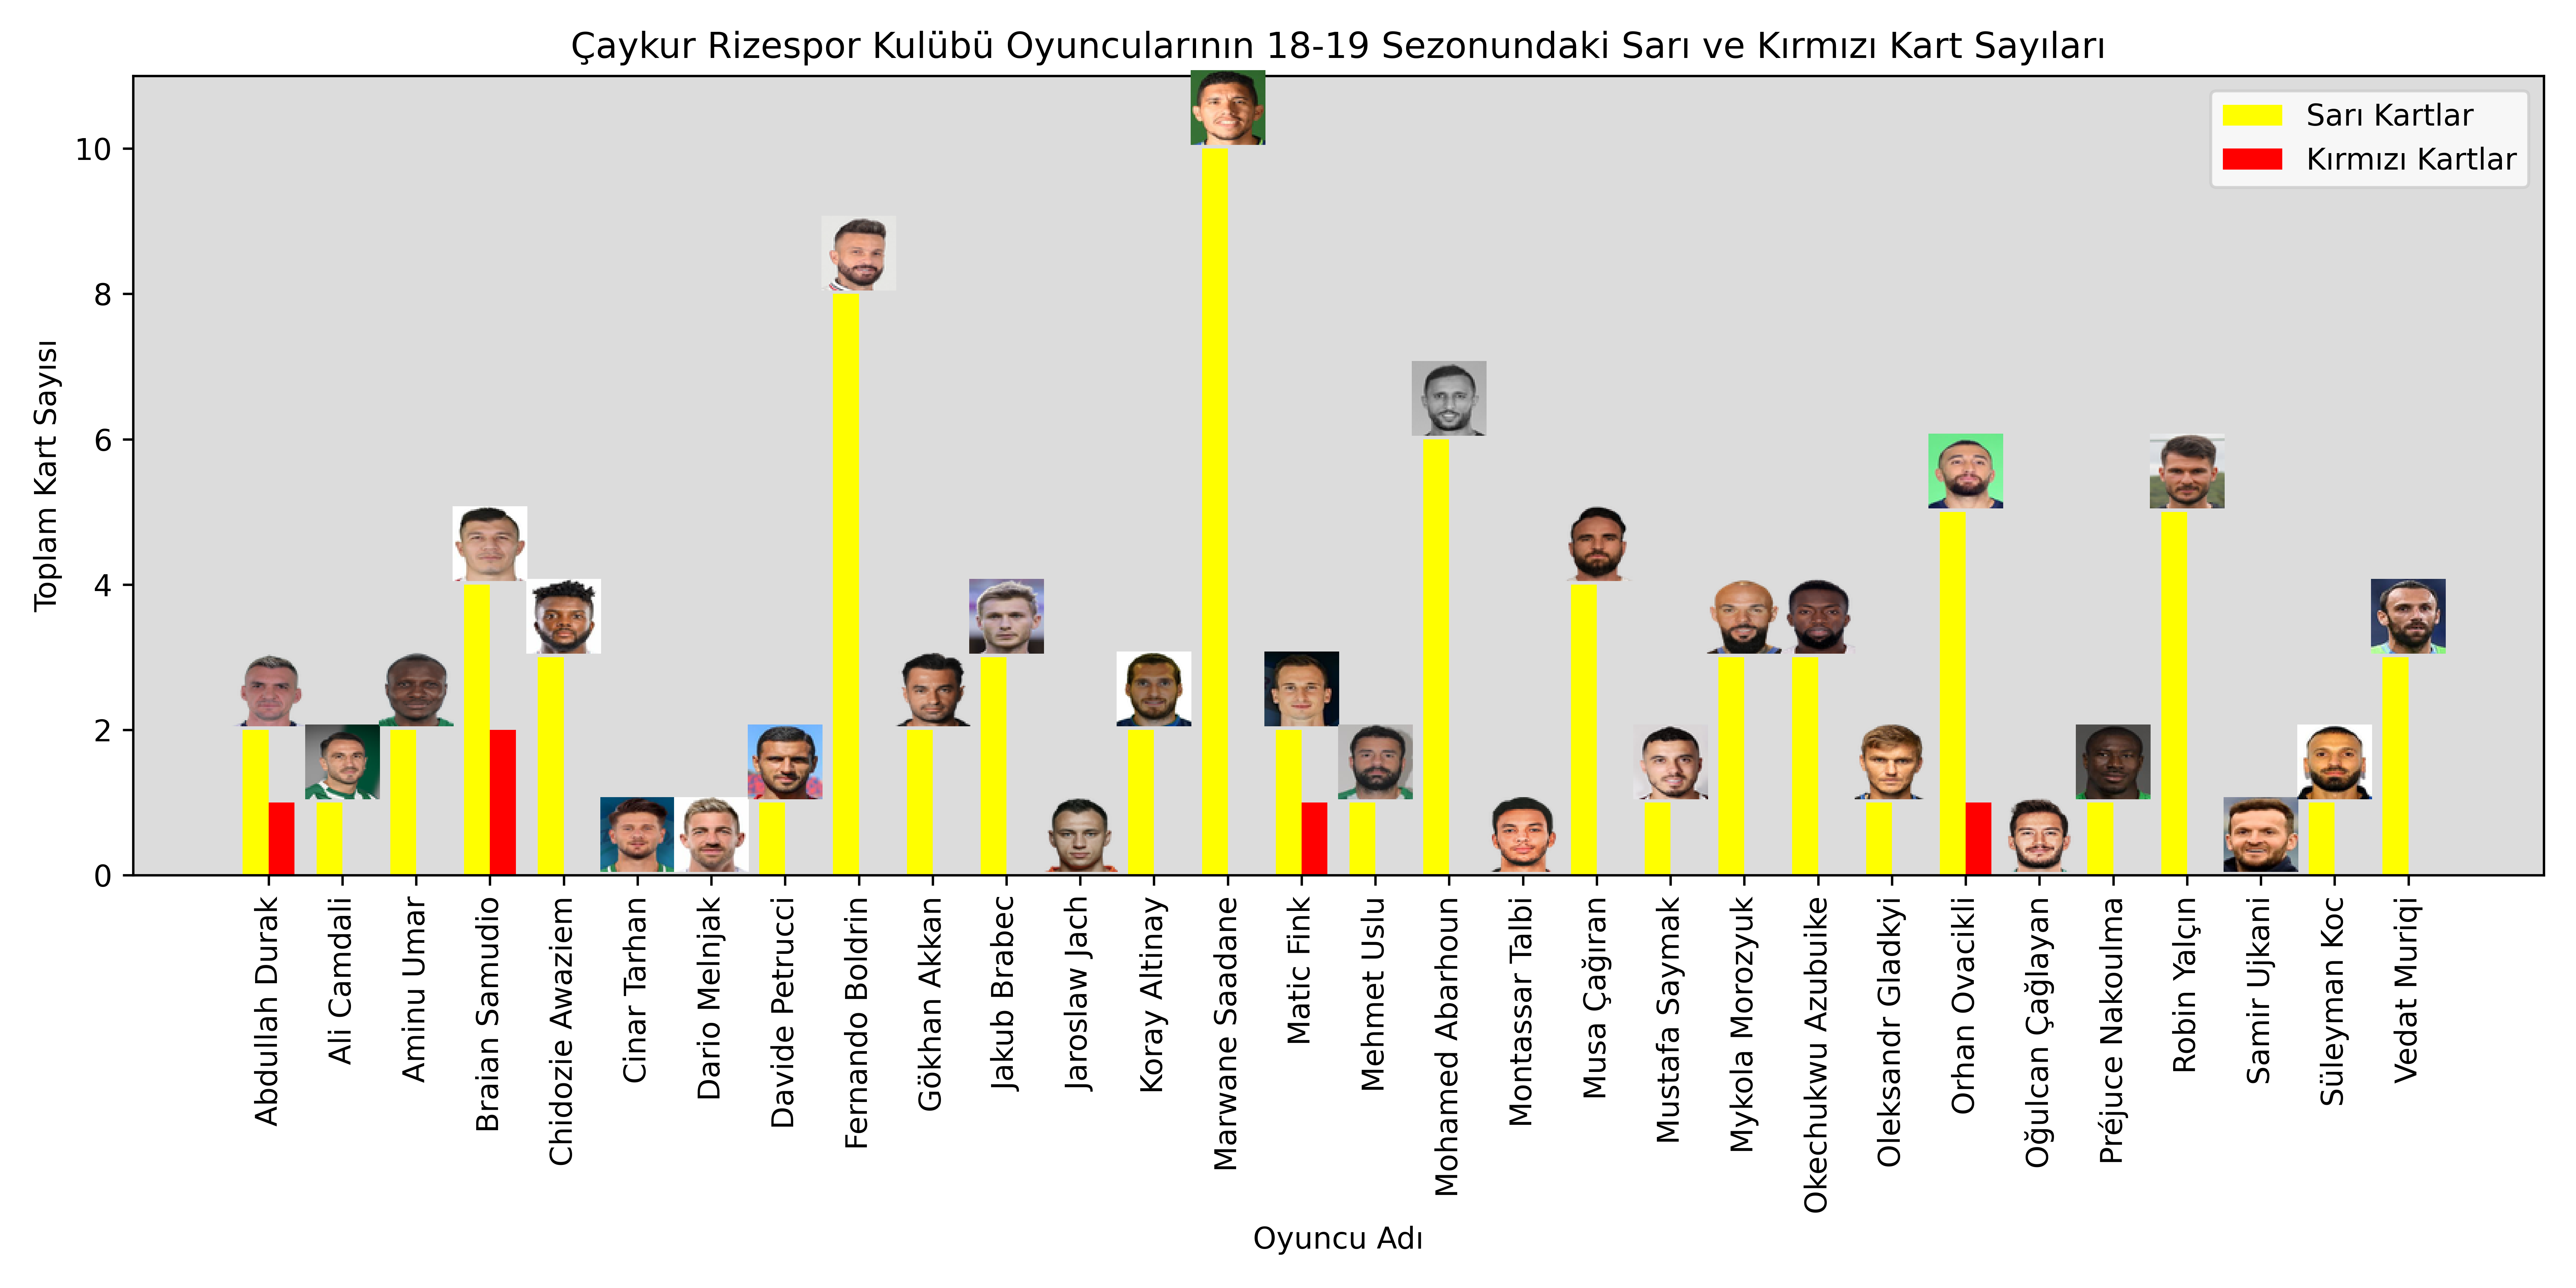 Çaykur Rizespor Kulübü Oyuncularının 18-19 Sezonundaki Sarı ve Kırmızı Kart Sayıları
Sarı Kartlar
Kırmızı Kartlar
Toplam Kart Sayısı
10
8
6
4
2
0
Abdullah Durak
Ali Camdali
Aminu Umar
Braian Samudio
Chidozie Awaziem
Cinar Tarhan
Dario Melnjak
Davide Petrucci
Fernando Boldrin
Gökhan Akkan
Jakub Brabec
Jaroslaw Jach
Koray Altinay
Marwane Saadane
Matic Fink
Mehmet Uslu
Mohamed Abarhoun
Montassar Talbi
Musa Çağıran
Mustafa Saymak
Mykola Morozyuk
Okechukwu Azubuike
Oleksandr Gladkyi
Orhan Ovacikli
Oğulcan Çağlayan
Préjuce Nakoulma
Robin Yalçın
Samir Ujkani
Süleyman Koc
Vedat Muriqi
Oyuncu Adı